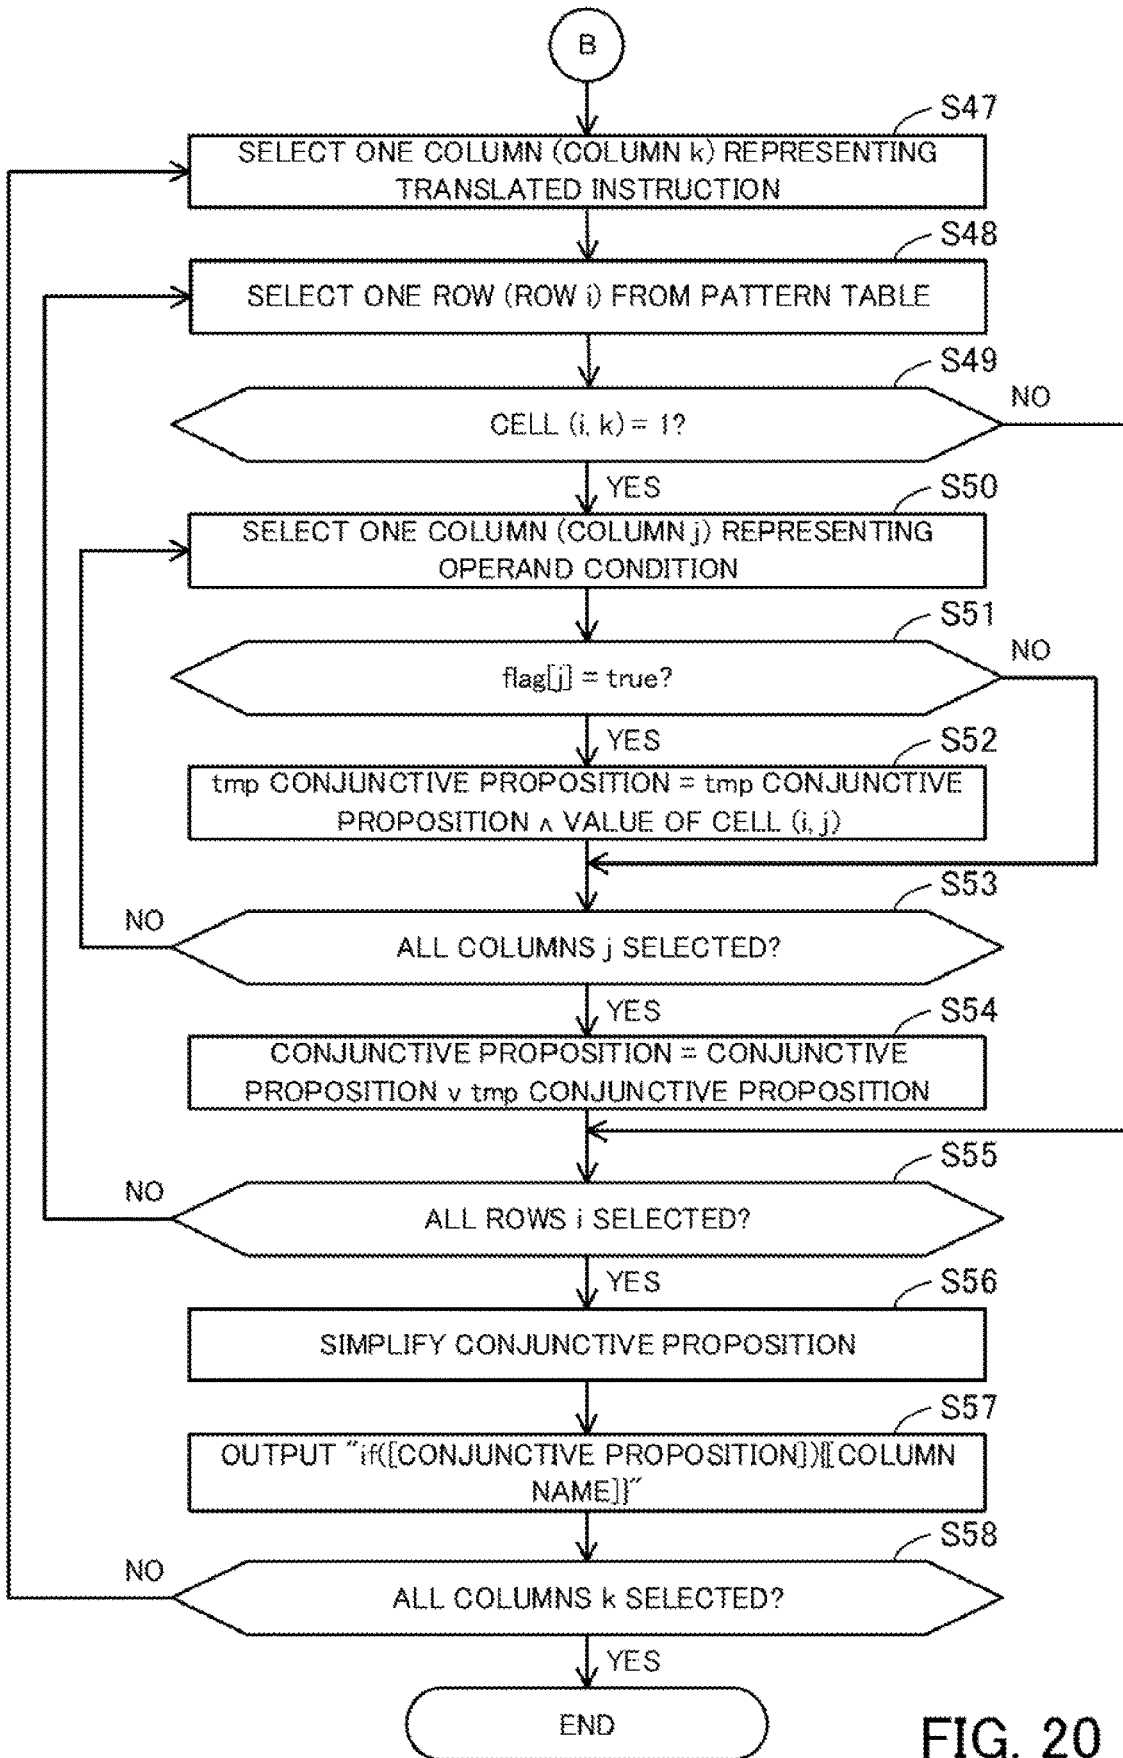 B
S47
SELECT ONE COLUMN (COLUMN k) REPRESENTING
TRANSLATED INSTRUCTION
S48
SELECT ONE ROW (ROW i) FROM PATTERN TABLE
S49
CELL (i, k) = 1?
NO
YES
S50
SELECT ONE COLUMN (COLUMN j) REPRESENTING
OPERAND CONDITION
S51
flag[j] = true?
NO
YES
S52
tmp CONJUNCTIVE PROPOSITION = tmp CONJUNCTIVE
PROPOSITION ∧ VALUE OF CELL (i, j)
S53
NO
ALL COLUMNS j SELECTED?
YES
S54
CONJUNCTIVE PROPOSITION = CONJUNCTIVE
PROPOSITION v tmp CONJUNCTIVE PROPOSITION
S55
NO
ALL ROWS i SELECTED?
YES
S56
SIMPLIFY CONJUNCTIVE PROPOSITION
S57
OUTPUT "if([CONJUNCTIVE PROPOSITION]){[COLUMN
NAME]}"
S58
NO
ALL COLUMNS k SELECTED?
YES
END
FIG. 20